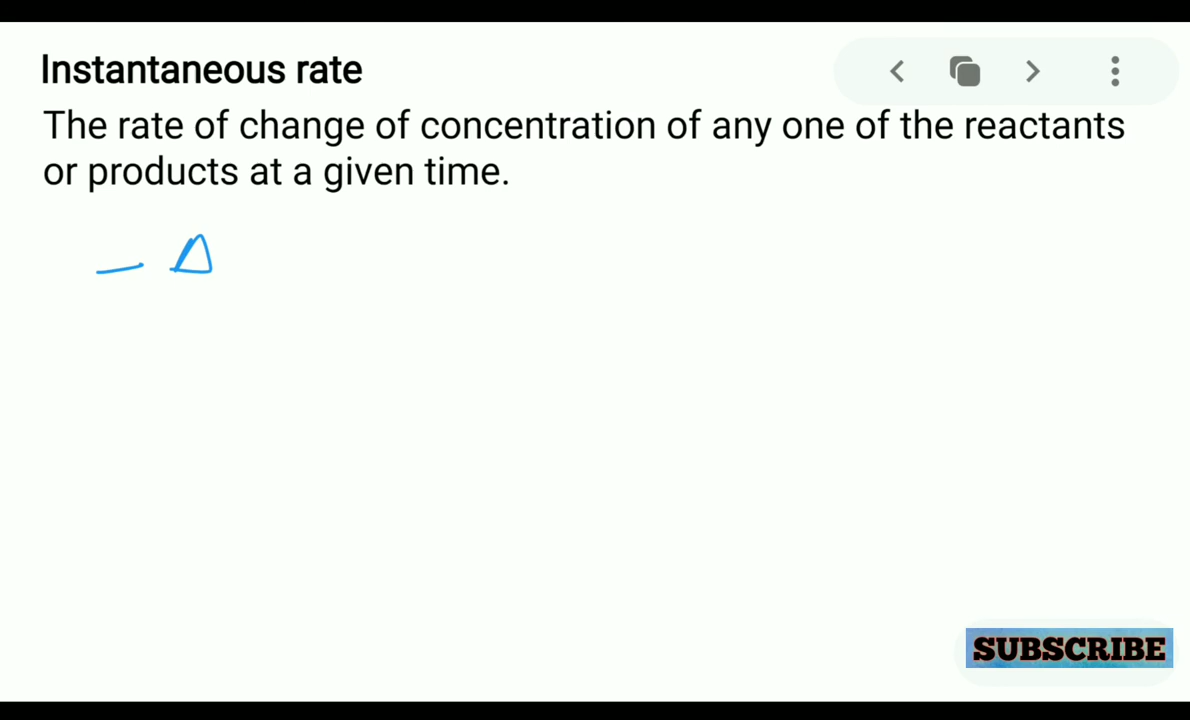 Instantaneous rate
The rate of change of concentration of any one of the reactants
or products at a given time.
– Δ
SUBSCRIBE